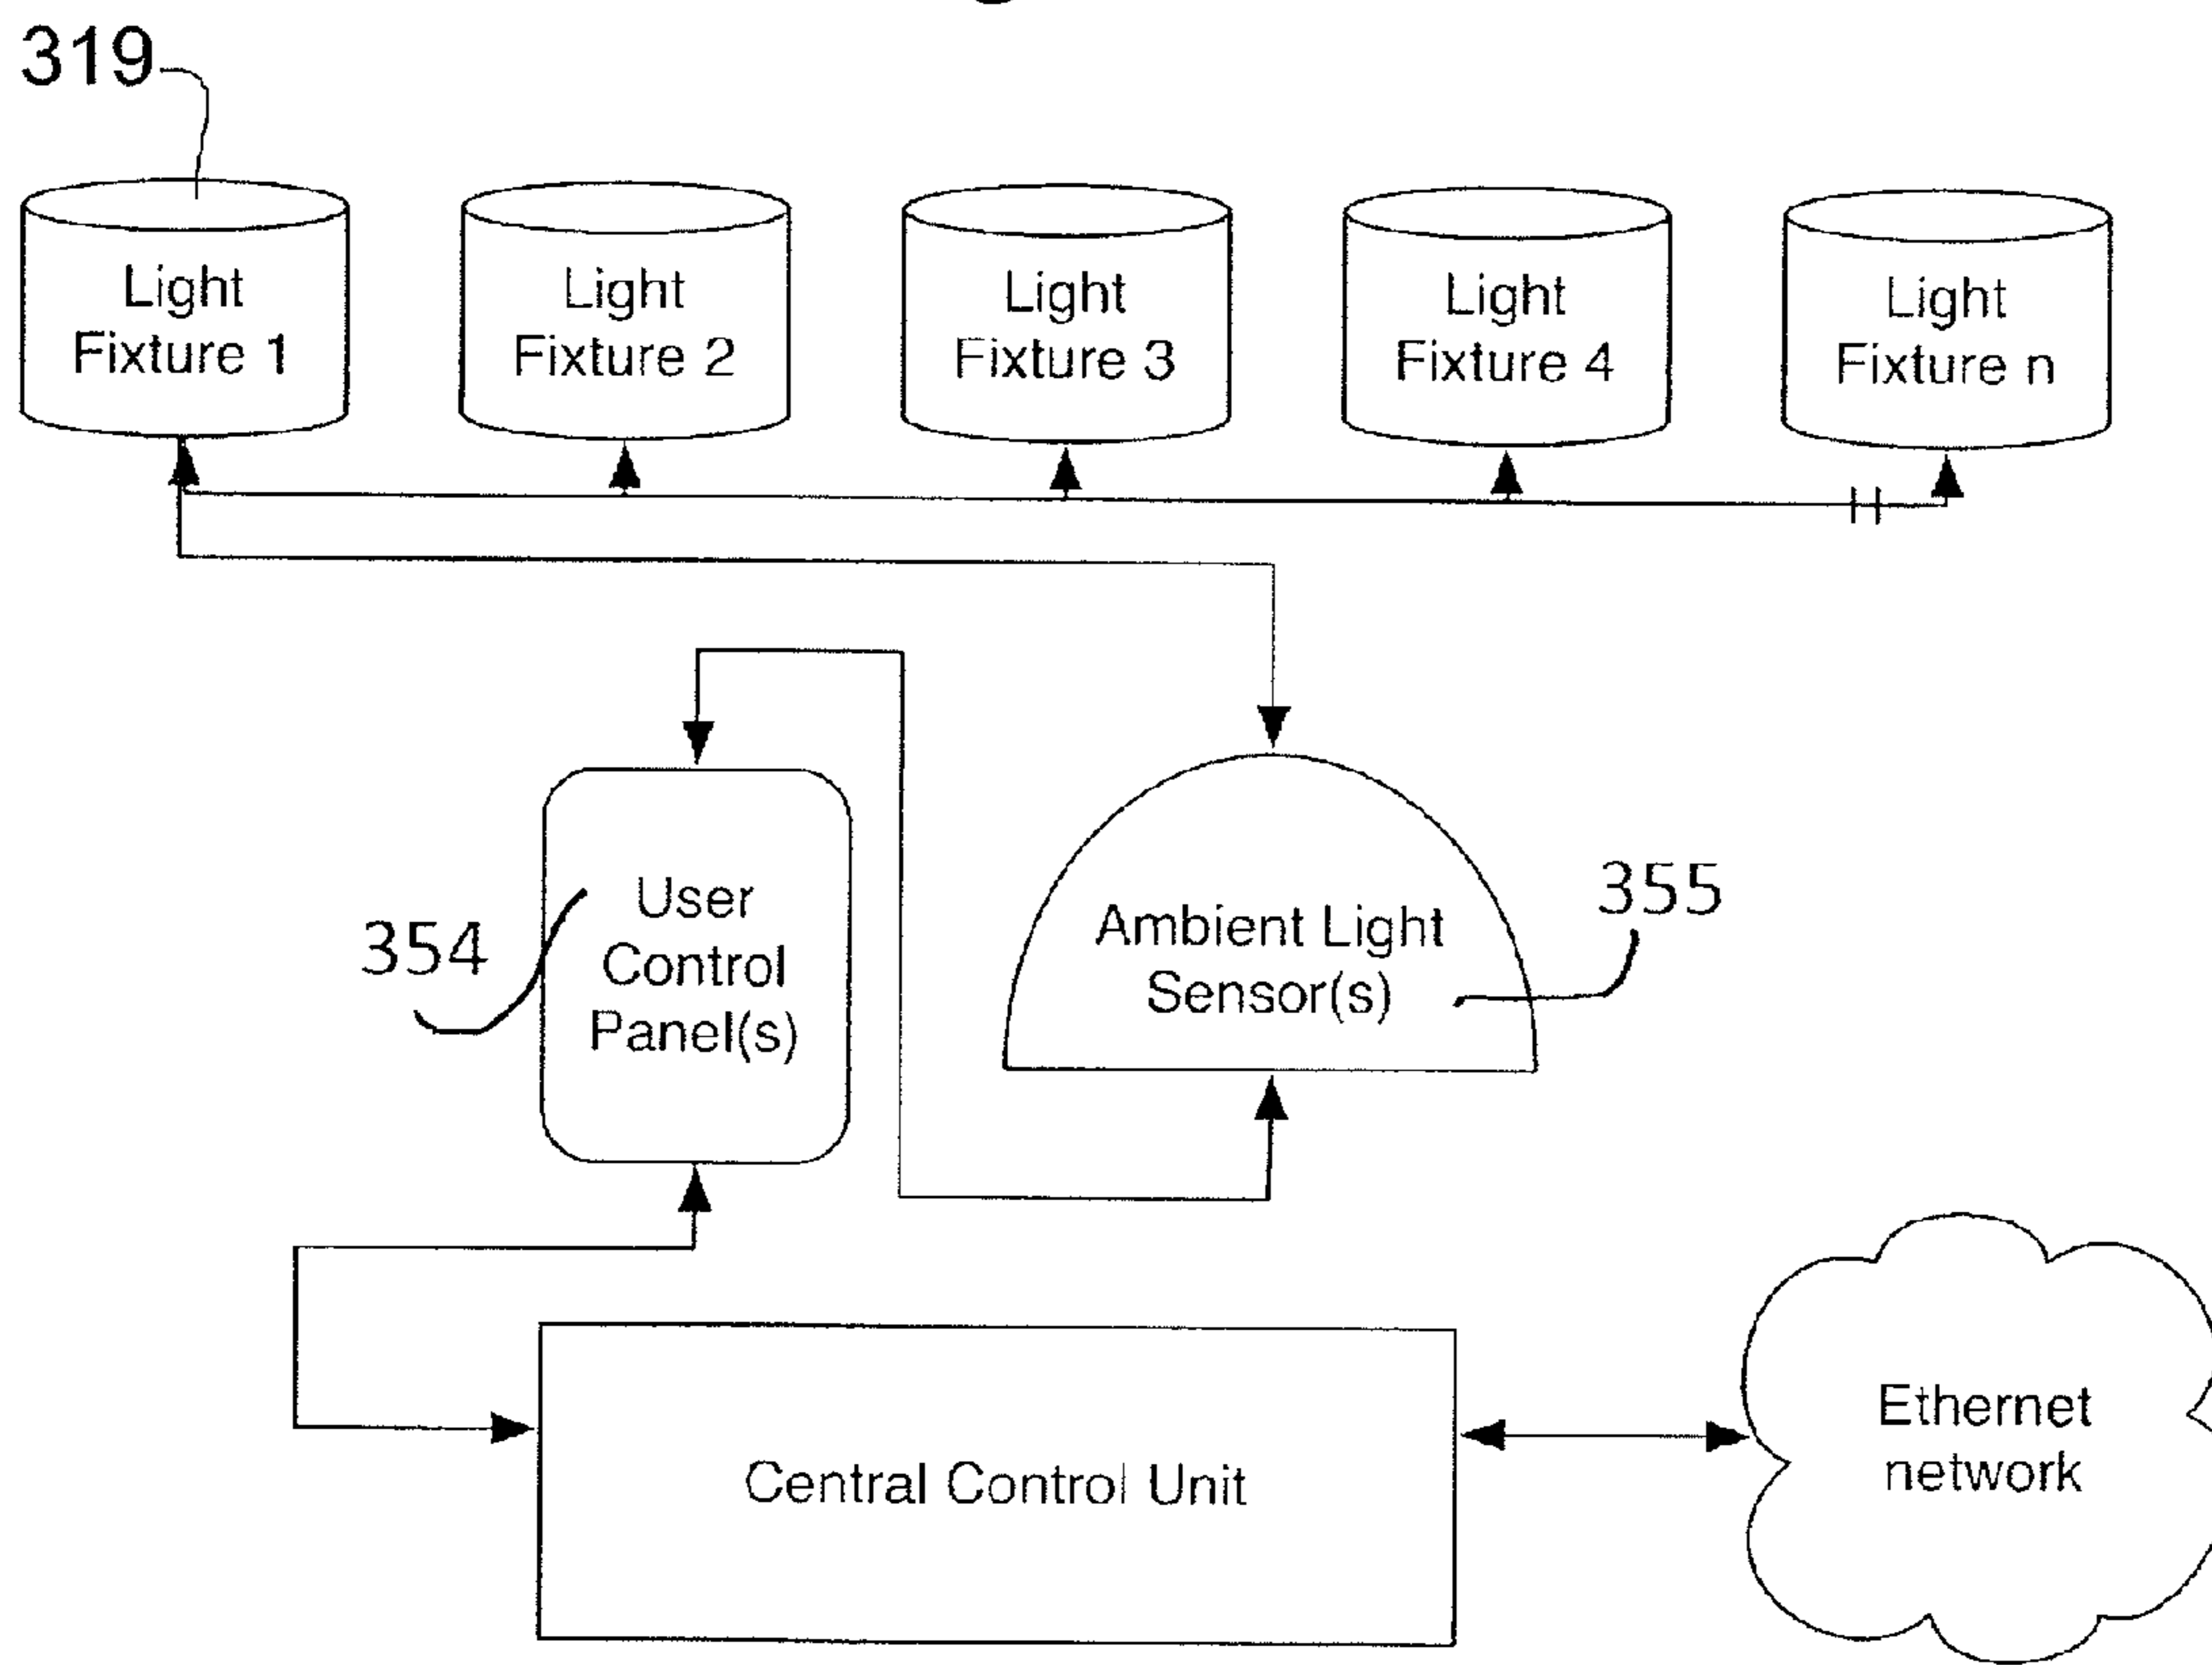 319
Light
Fixture 1
Light
Fixture 2
Light
Fixture 3
Light
Fixture 4
Light
Fixture n
354
User
Control
Panel(s)
Ambient Light
Sensor(s)
355
Central Control Unit
Ethernet
network